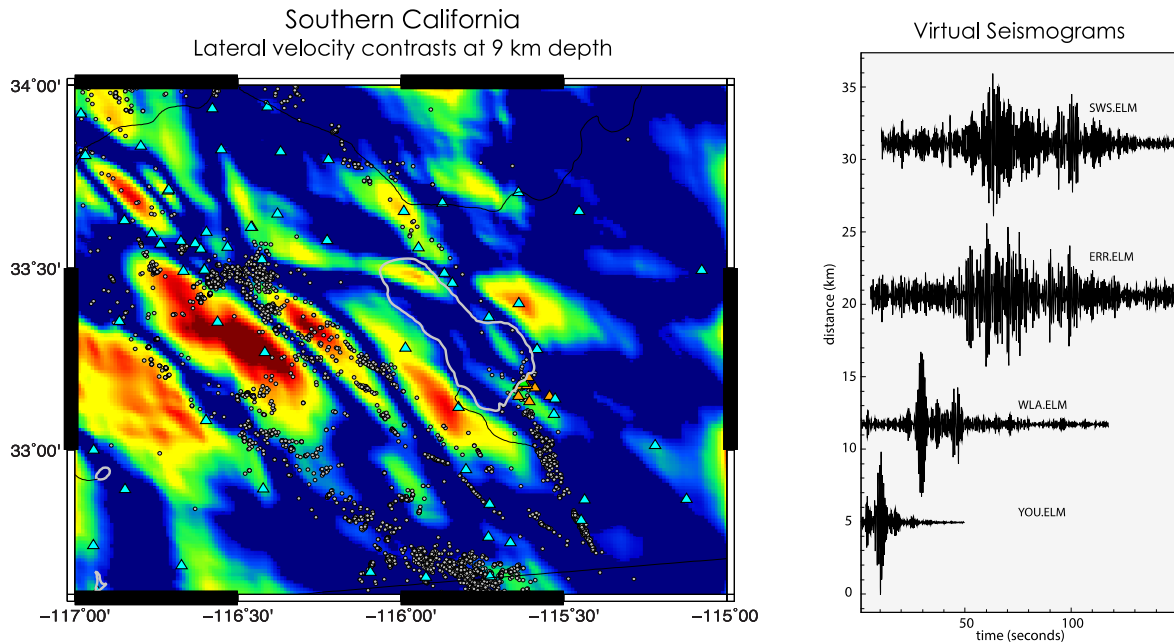 Southern California
Lateral velocity contrasts at 9 km depth
34°00'
33°30'
33°00'
−117°00'
−116°30'
−116°00'
−115°30'
−115°00'
Virtual Seismograms
distance (km)
35
30
25
20
15
10
5
0
SWS.ELM
ERR.ELM
WLA.ELM
YOU.ELM
50
100
time (seconds)